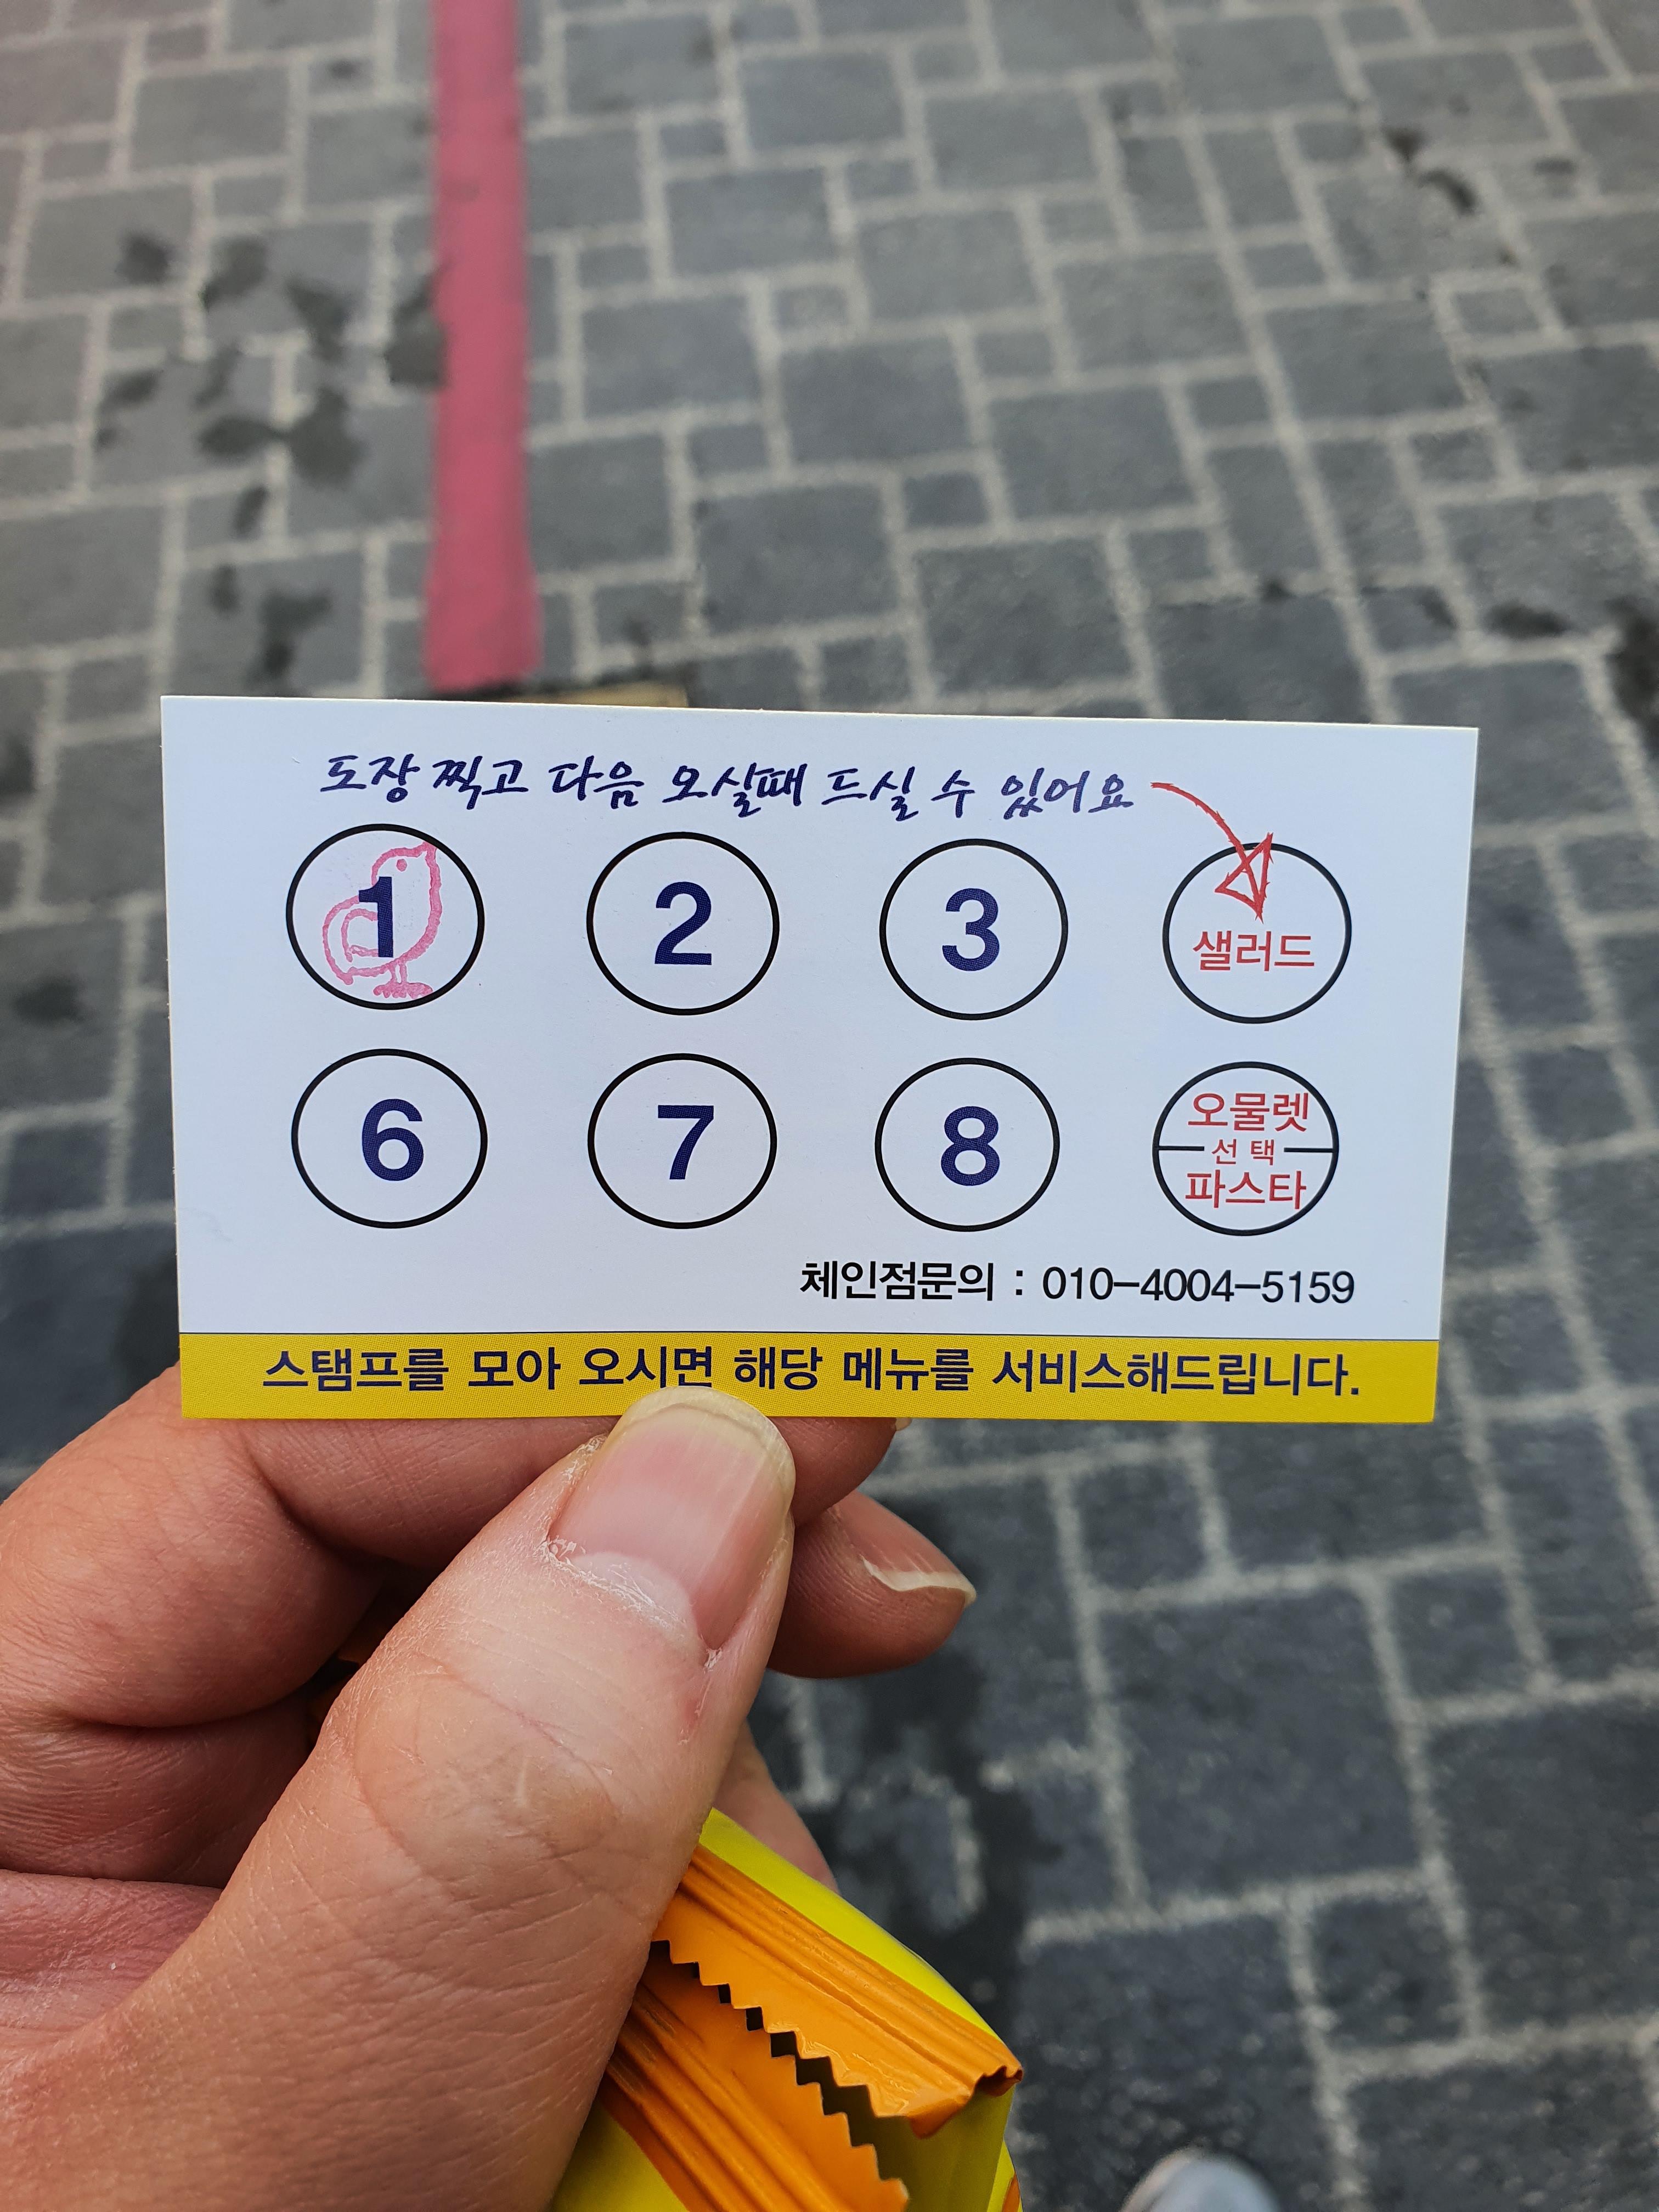 도장 찍고 다음 오실때 드실 수 있어요
1 2 3 샐러드
6 7 8 오물렛
선택
파스타
체인점문의 : 010-4004-5159
스탬프를 모아 오시면 해당 메뉴를 서비스해드립니다.